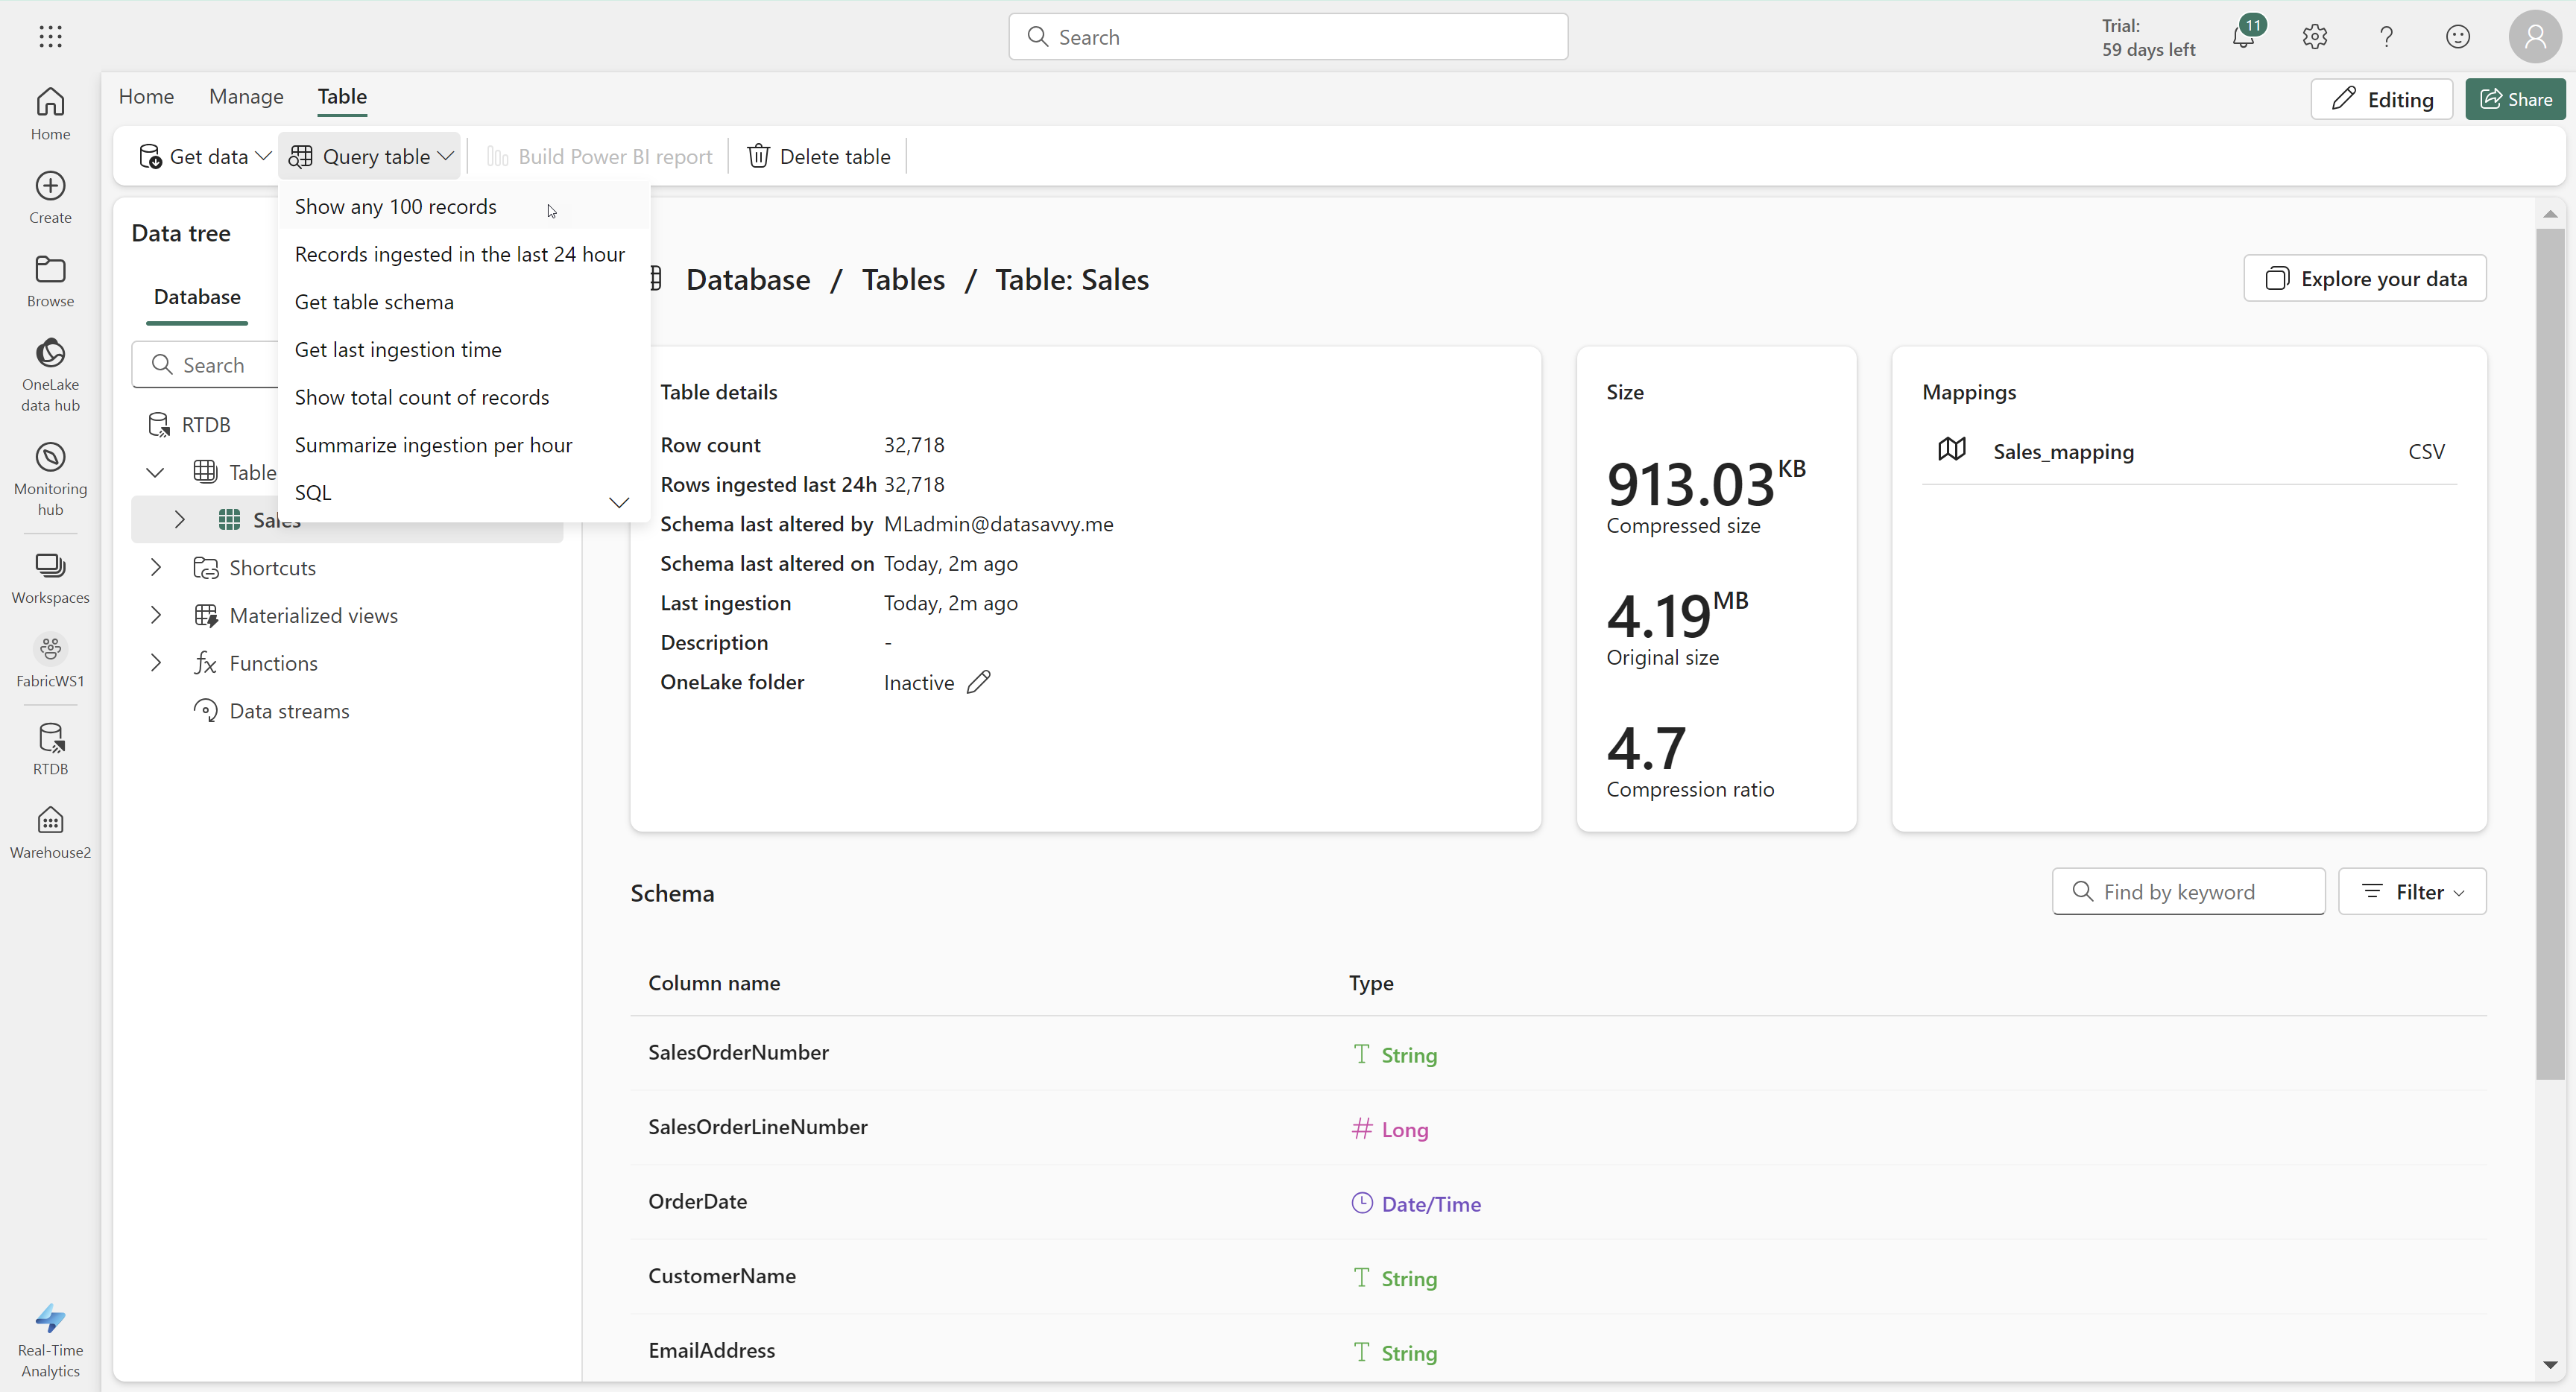 Search
Trial:
59 days left
11
Home
Manage
Table
Editing
Share
Get data
Query table
Build Power BI report
Delete table
Home
Create
Browse
OneLake
data hub
Monitoring
hub
Workspaces
FabricWS1
RTDB
Warehouse2
Real-Time
Analytics
Data tree
Database
Search
RTDB
Table
Sales
Shortcuts
Materialized views
Functions
Data streams
Show any 100 records
Records ingested in the last 24 hour
Get table schema
Get last ingestion time
Show total count of records
Summarize ingestion per hour
SQL
Database / Tables / Table: Sales
Explore your data
Table details
Row count 32,718
Rows ingested last 24h 32,718
Schema last altered by MLadmin@datasavvy.me
Schema last altered on Today, 2m ago
Last ingestion Today, 2m ago
Description -
OneLake folder Inactive
Size
913.03 KB
Compressed size
4.19 MB
Original size
4.7
Compression ratio
Mappings
Sales_mapping CSV
Schema
Find by keyword
Filter
Column name Type
SalesOrderNumber String
SalesOrderLineNumber Long
OrderDate Date/Time
CustomerName String
EmailAddress String